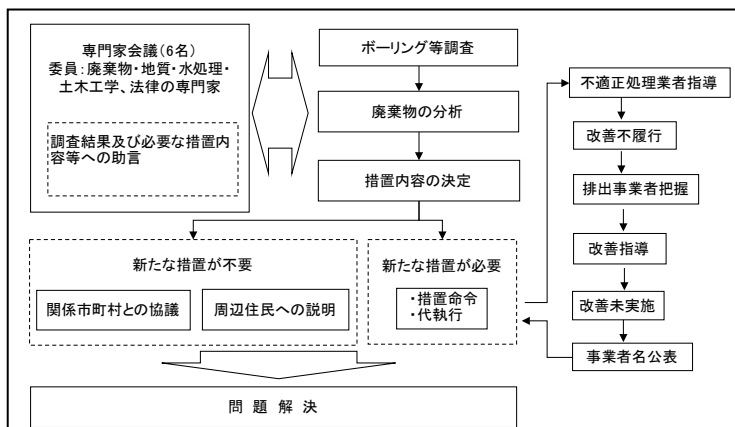 専門家会議(6名)
委員:廃棄物・地質・水処理・
土木工学、法律の専門家
調査結果及び必要な措置内
容等への助言
ボーリング等調査
廃棄物の分析
措置内容の決定
新たな措置が不要
関係市町村との協議
周辺住民への説明
新たな措置が必要
・措置命令
・代執行
不適正処理業者指導
改善不履行
排出事業者把握
改善指導
改善未実施
事業者名公表
問 題 解 決